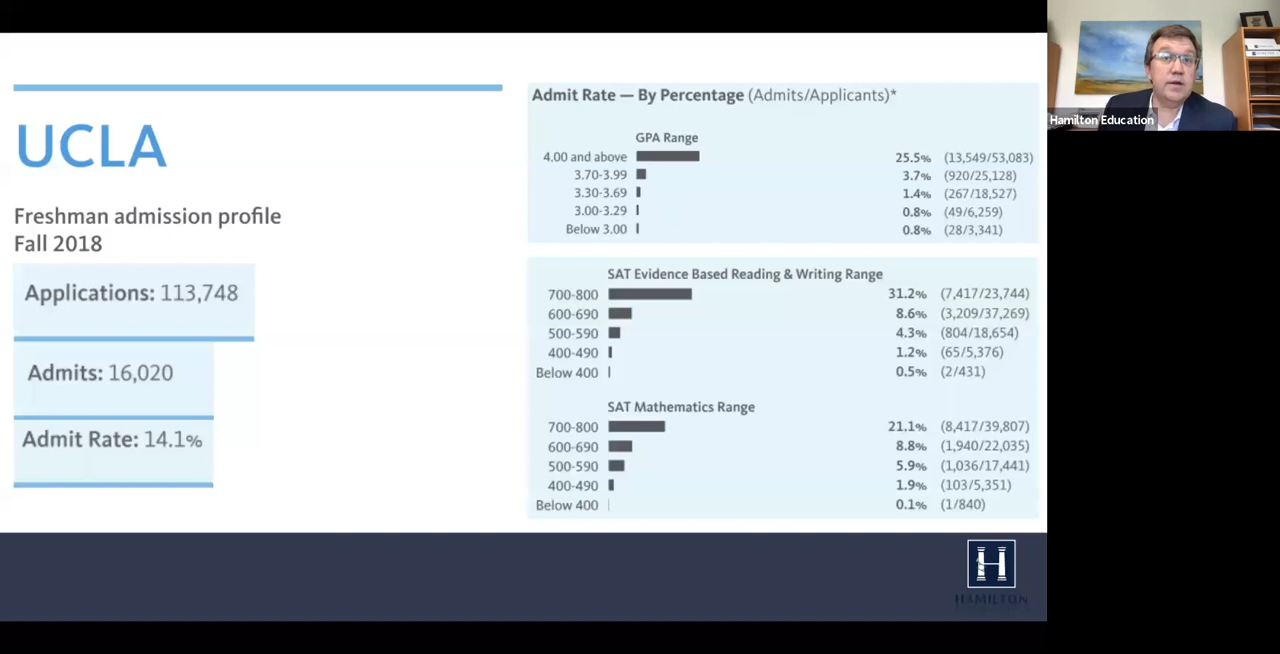 UCLA
Freshman admission profile
Fall 2018
Applications: 113,748
Admits: 16,020
Admit Rate: 14.1%
Admit Rate — By Percentage (Admits/Applicants)*
GPA Range
4.00 and above 25.5% (13,549/53,083)
3.70-3.99 3.7% (920/25,128)
3.30-3.69 1.4% (267/18,527)
3.00-3.29 0.8% (49/6,259)
Below 3.00 0.8% (28/3,341)
SAT Evidence Based Reading & Writing Range
700-800 31.2% (7,417/23,744)
600-690 8.6% (3,209/37,269)
500-590 4.3% (804/18,654)
400-490 1.2% (65/5,376)
Below 400 0.5% (2/431)
SAT Mathematics Range
700-800 21.1% (8,417/39,807)
600-690 8.8% (1,940/22,035)
500-590 5.9% (1,036/17,441)
400-490 1.9% (103/5,351)
Below 400 0.1% (1/840)
H
HAMILTON
Hamilton Education